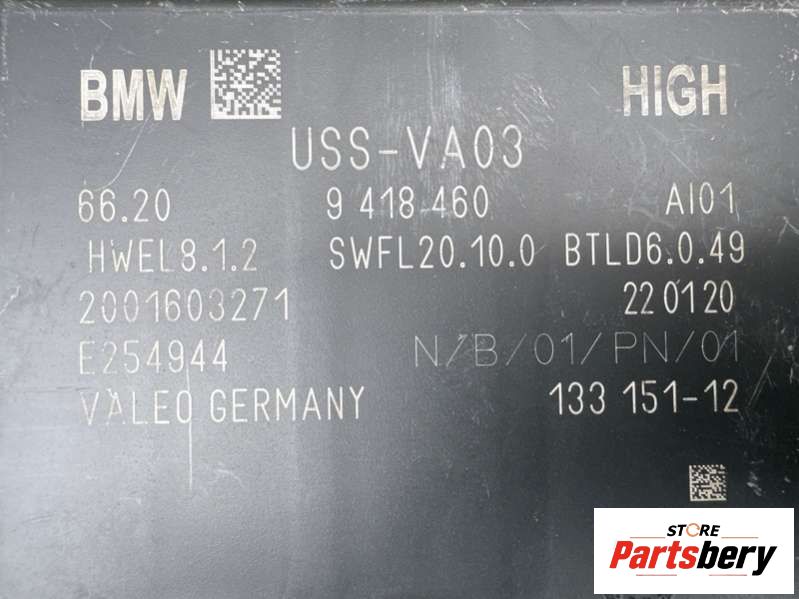 BMW HIGH
USS-VA03
66.20 9 418 460 AI01
HWEL8.1.2 SWFL20.10.0 BTLD6.0.49
2001603271 220120
E254944 N/B/01/PN/01
VALEO GERMANY 133 151-12
STORE
Partsbery